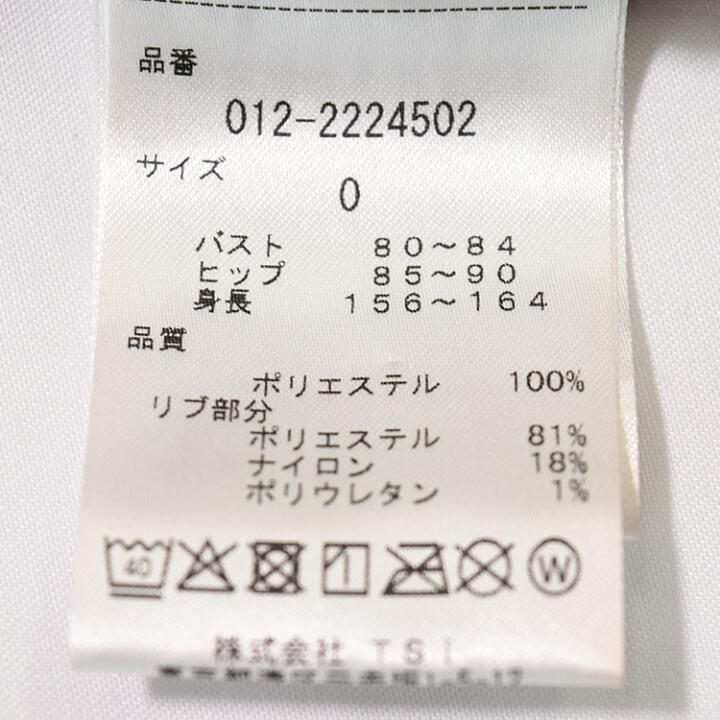 品番
012-2224502
サイズ
0
バスト 80～84
ヒップ 85～90
身長 156～164
品質
ポリエステル 100%
リブ部分
ポリエステル 81%
ナイロン 18%
ポリウレタン 1%
40 W
株式会社 TSI